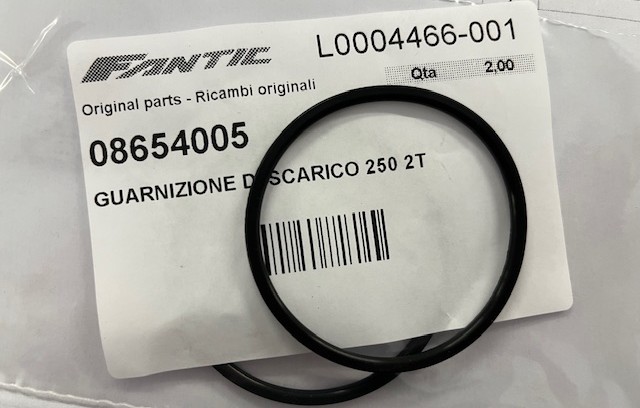 FANTIC
L0004466-001
Qta 2,00
Original parts - Ricambi originali
08654005
GUARNIZIONE D SCARICO 250 2T